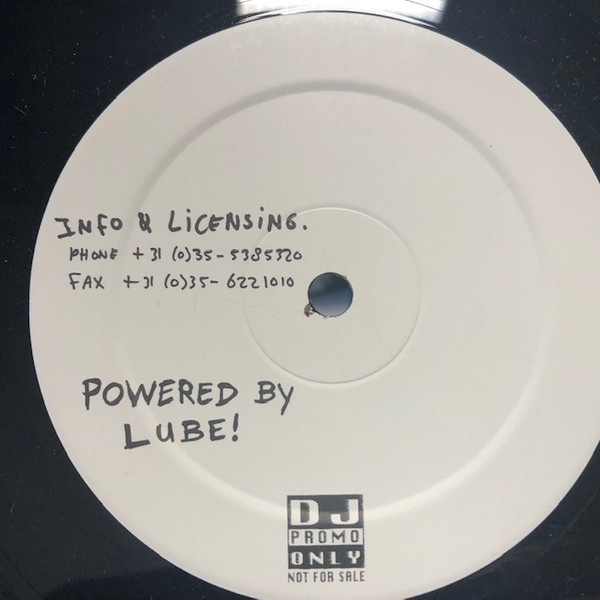 INFO & LiCENSiNG.
PHONE +31 (0)35-5385320
FAX +31 (0)35-6221010
POWERED BY
LUBE!
DJ
PROMO
ONLY
NOT FOR SALE